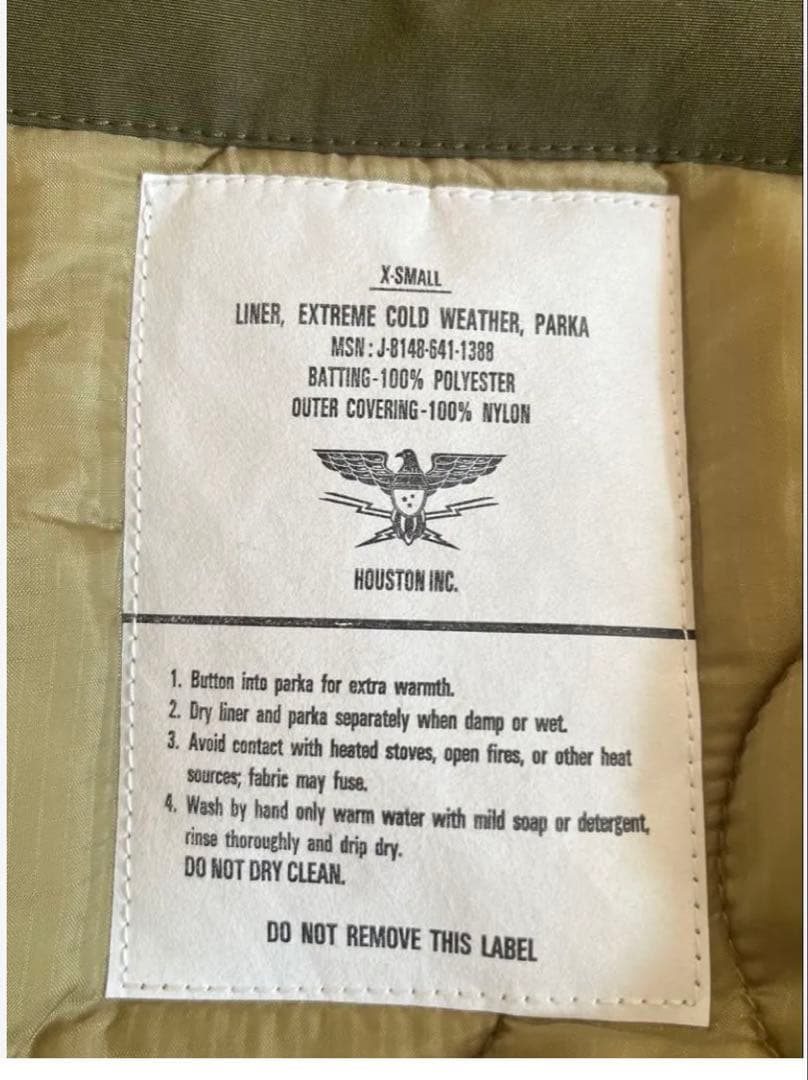 X-SMALL
LINER, EXTREME COLD WEATHER, PARKA
MSN: J-8148-641-1388
BATTING-100% POLYESTER
OUTER COVERING-100% NYLON
HOUSTON INC.
1. Button into parka for extra warmth.
2. Dry liner and parka separately when damp or wet.
3. Avoid contact with heated stoves, open fires, or other heat
sources; fabric may fuse.
4. Wash by hand only warm water with mild soap or detergent,
rinse thoroughly and drip dry.
DO NOT DRY CLEAN.
DO NOT REMOVE THIS LABEL